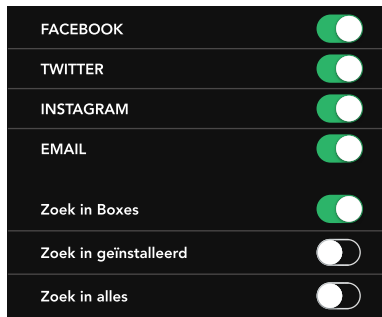 FACEBOOK
TWITTER
INSTAGRAM
EMAIL
Zoek in Boxes
Zoek in geïnstalleerd
Zoek in alles